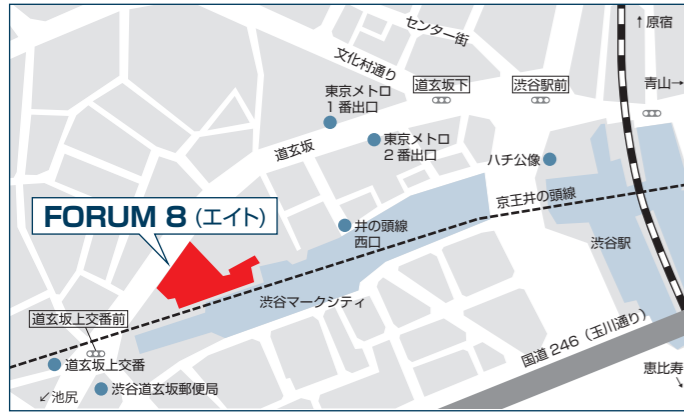 センター街
↑原宿
文化村通り
道玄坂下
渋谷駅前
青山→
東京メトロ
1番出口
道玄坂
東京メトロ
2番出口
ハチ公像
京王井の頭線
FORUM 8 (エイト)
井の頭線
西口
渋谷駅
渋谷マークシティ
道玄坂上交番前
国道246（玉川通り）
道玄坂上交番
渋谷道玄坂郵便局
↙池尻
恵比寿
↘